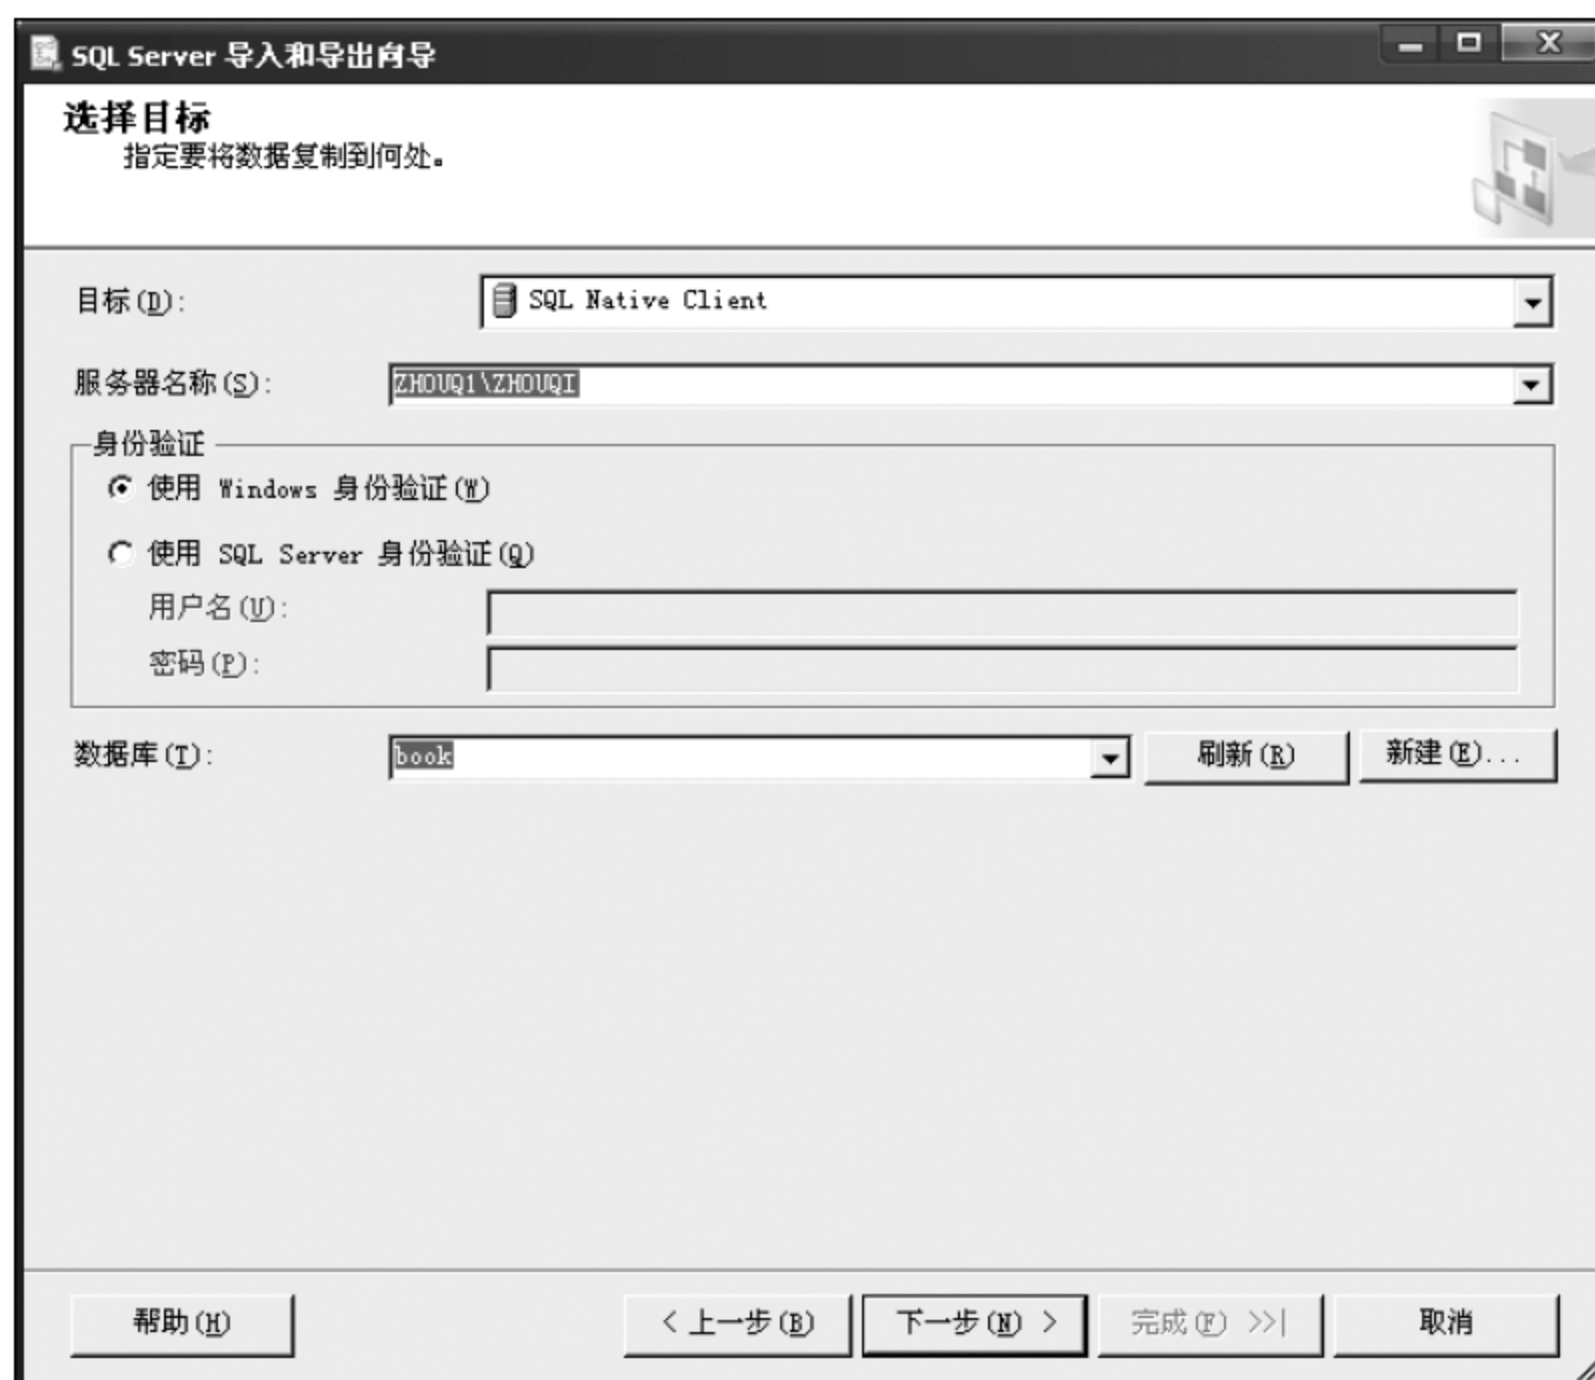 SQL Server 导入和导出向导
选择目标
指定要将数据复制到何处。
目标(D):
SQL Native Client
服务器名称(S):
ZHOUQ1\ZHOUQI
身份验证
使用 Windows 身份验证(W)
使用 SQL Server 身份验证(Q)
用户名(U):
密码(P):
数据库(T):
book
刷新(R)
新建(E)...
帮助(H)
< 上一步(B)
下一步(N) >
完成(F) >>|
取消